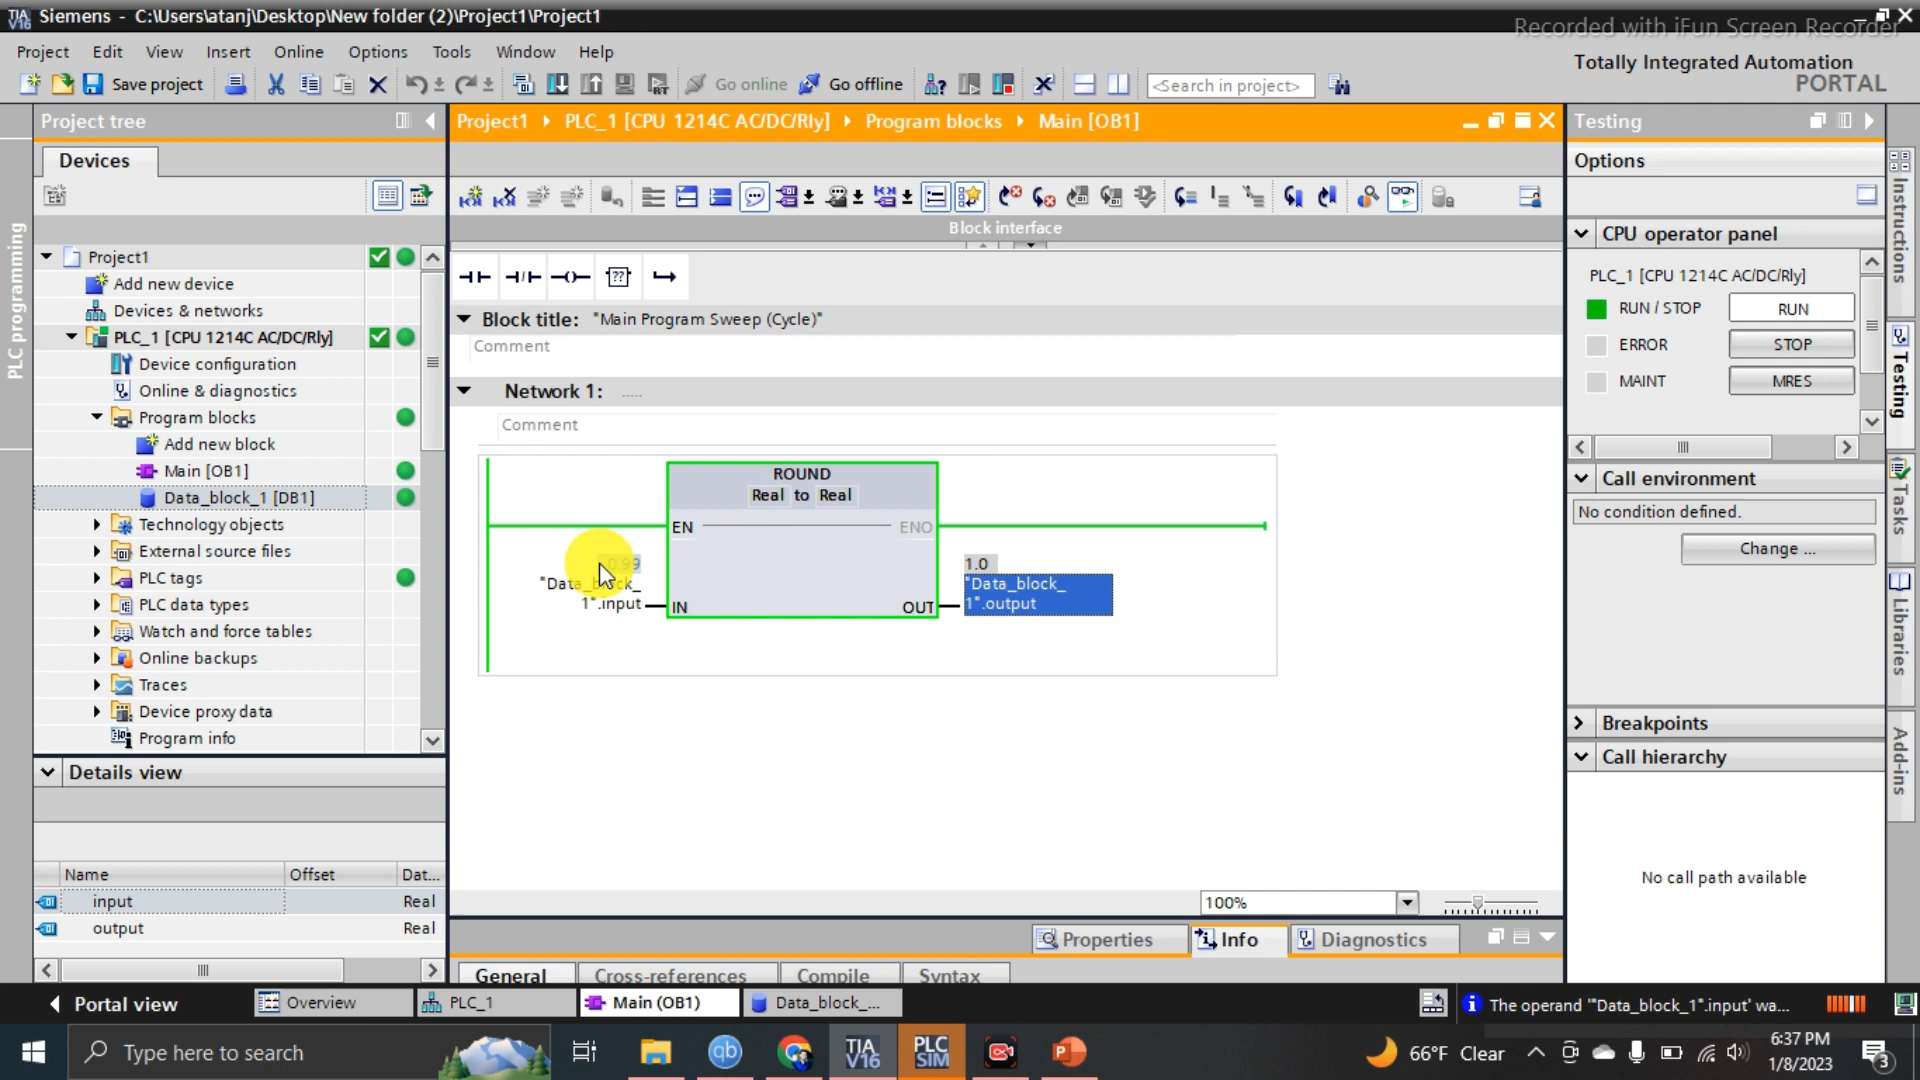 Siemens - C:\Users\atanj\Desktop\New folder (2)\Project1\Project1
Recorded with iFun Screen Recorder
Project Edit View Insert Online Options Tools Window Help
Totally Integrated Automation
PORTAL
Save project
Go online
Go offline
<Search in project>
Project tree
Project1 PLC_1 [CPU 1214C AC/DC/Rly] Program blocks Main [OB1]
Testing
Devices
Options
Block interface
PLC programming
Project1
Add new device
Devices & networks
PLC_1 [CPU 1214C AC/DC/Rly]
Device configuration
Online & diagnostics
Program blocks
Add new block
Main [OB1]
Data_block_1 [DB1]
Technology objects
External source files
PLC tags
PLC data types
Watch and force tables
Online backups
Traces
Device proxy data
Program info
??
Block title: "Main Program Sweep (Cycle)"
Comment
Network 1: .....
Comment
ROUND
Real to Real
EN
ENO
0.99
"Data_block_
1".input
IN
OUT
1.0
"Data_block_
1".output
CPU operator panel
PLC_1 [CPU 1214C AC/DC/Rly]
RUN / STOP
RUN
ERROR
STOP
MAINT
MRES
Call environment
No condition defined.
Change ...
Breakpoints
Call hierarchy
No call path available
Instructions
Testing
Tasks
Libraries
Add-ins
Details view
Name Offset Dat...
input Real
output Real
100%
Properties
Info
Diagnostics
General Cross-references Compile Syntax
Portal view
Overview
PLC_1
Main (OB1)
Data_block_...
The operand '"Data_block_1".input' wa...
Type here to search
qb
TIA
V16
PLC
SIM
66°F Clear
6:37 PM
1/8/2023
3